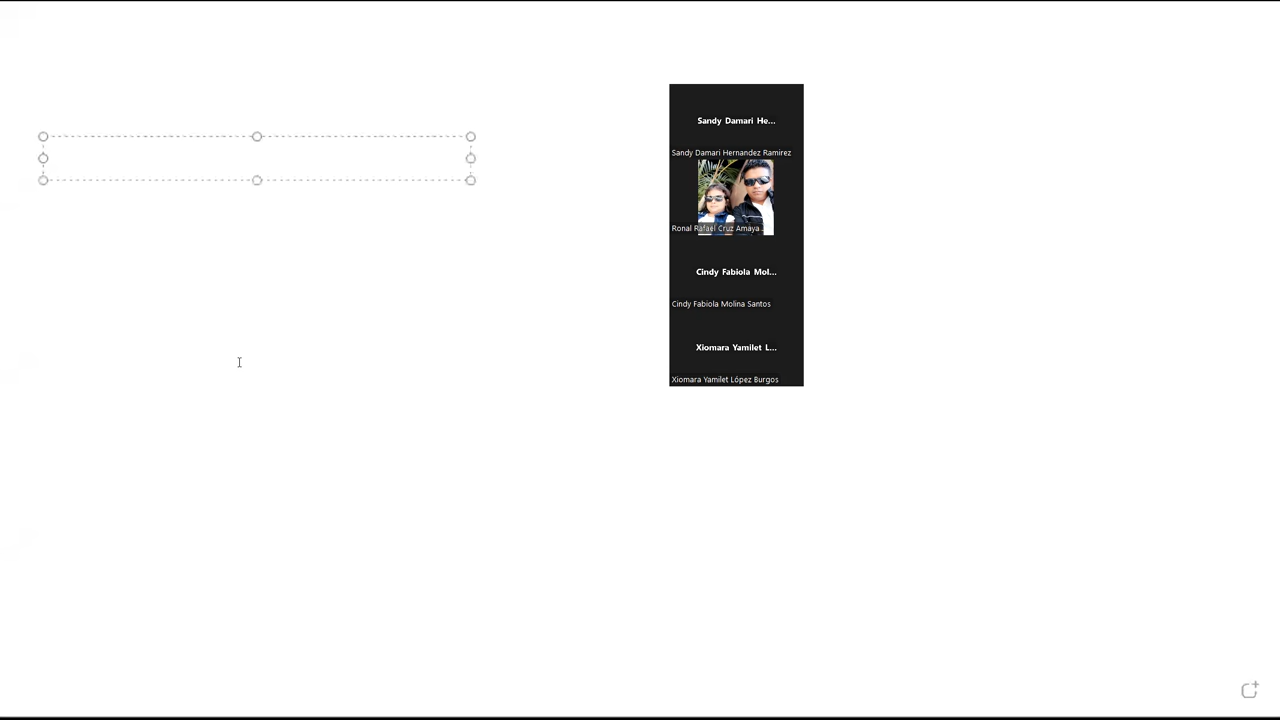 Sandy Damari He...
Sandy Damari Hernandez Ramirez
Ronal Rafael Cruz Amaya
Cindy Fabiola Mol...
Cindy Fabiola Molina Santos
Xiomara Yamilet L...
Xiomara Yamilet López Burgos